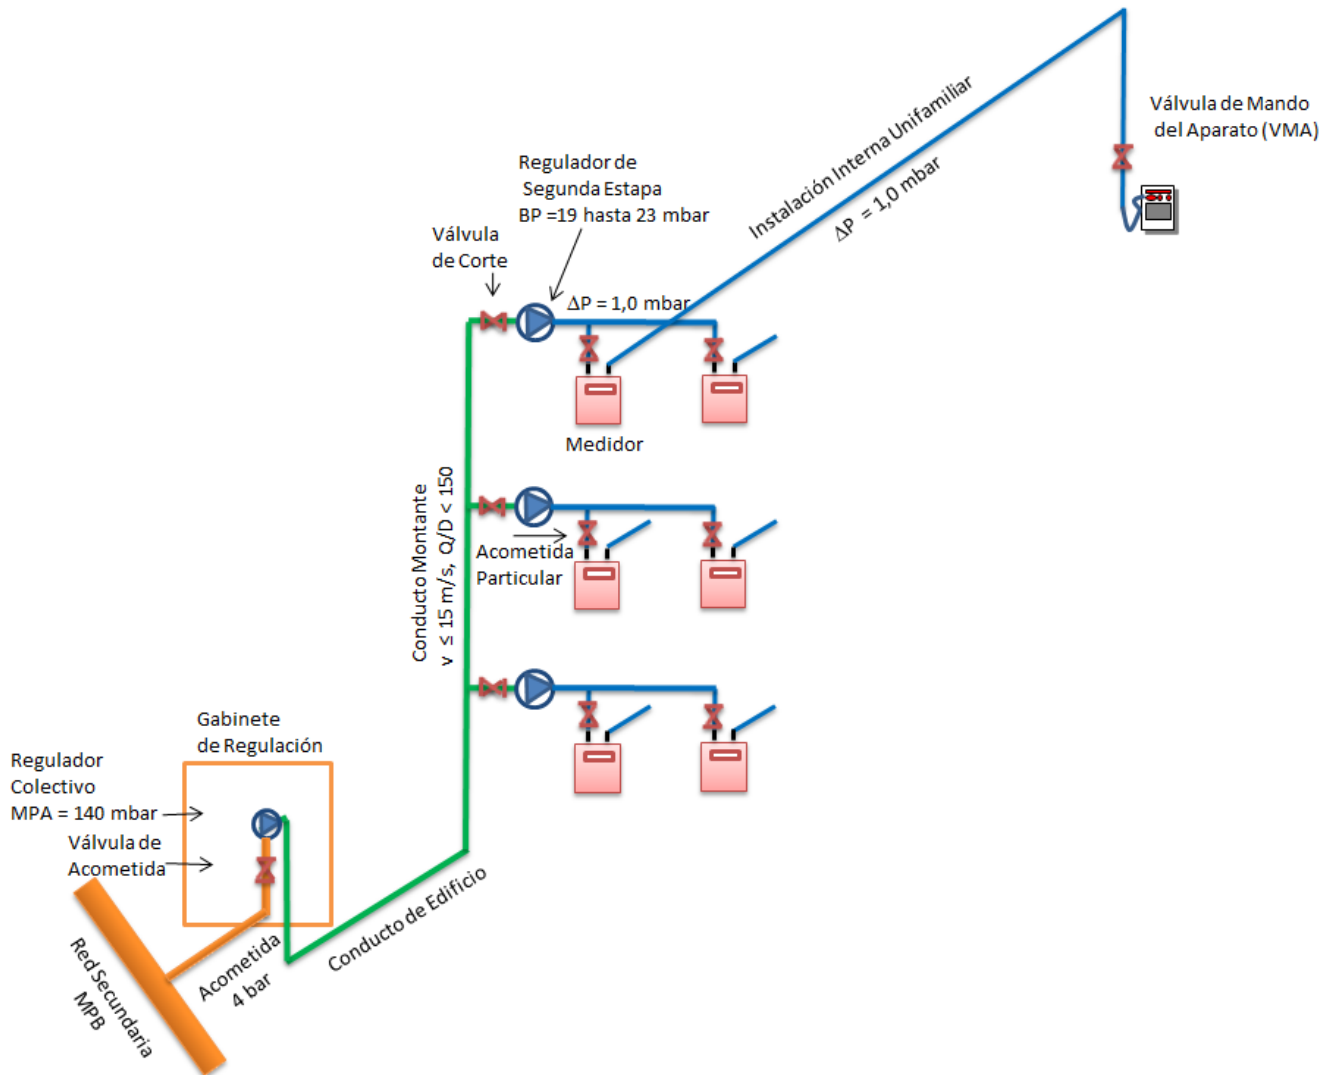 Válvula de Mando
del Aparato (VMA)
Instalación Interna Unifamiliar
ΔP = 1,0 mbar
Regulador de
Segunda Estapa
BP =19 hasta 23 mbar
Válvula
de Corte
ΔP = 1,0 mbar
Medidor
Conducto Montante
v ≤ 15 m/s, Q/D < 150
Acometida
Particular
Gabinete
de Regulación
Regulador
Colectivo
MPA = 140 mbar
Válvula de
Acometida
Conducto de Edificio
Acometida
4 bar
Red Secundaria
MPB